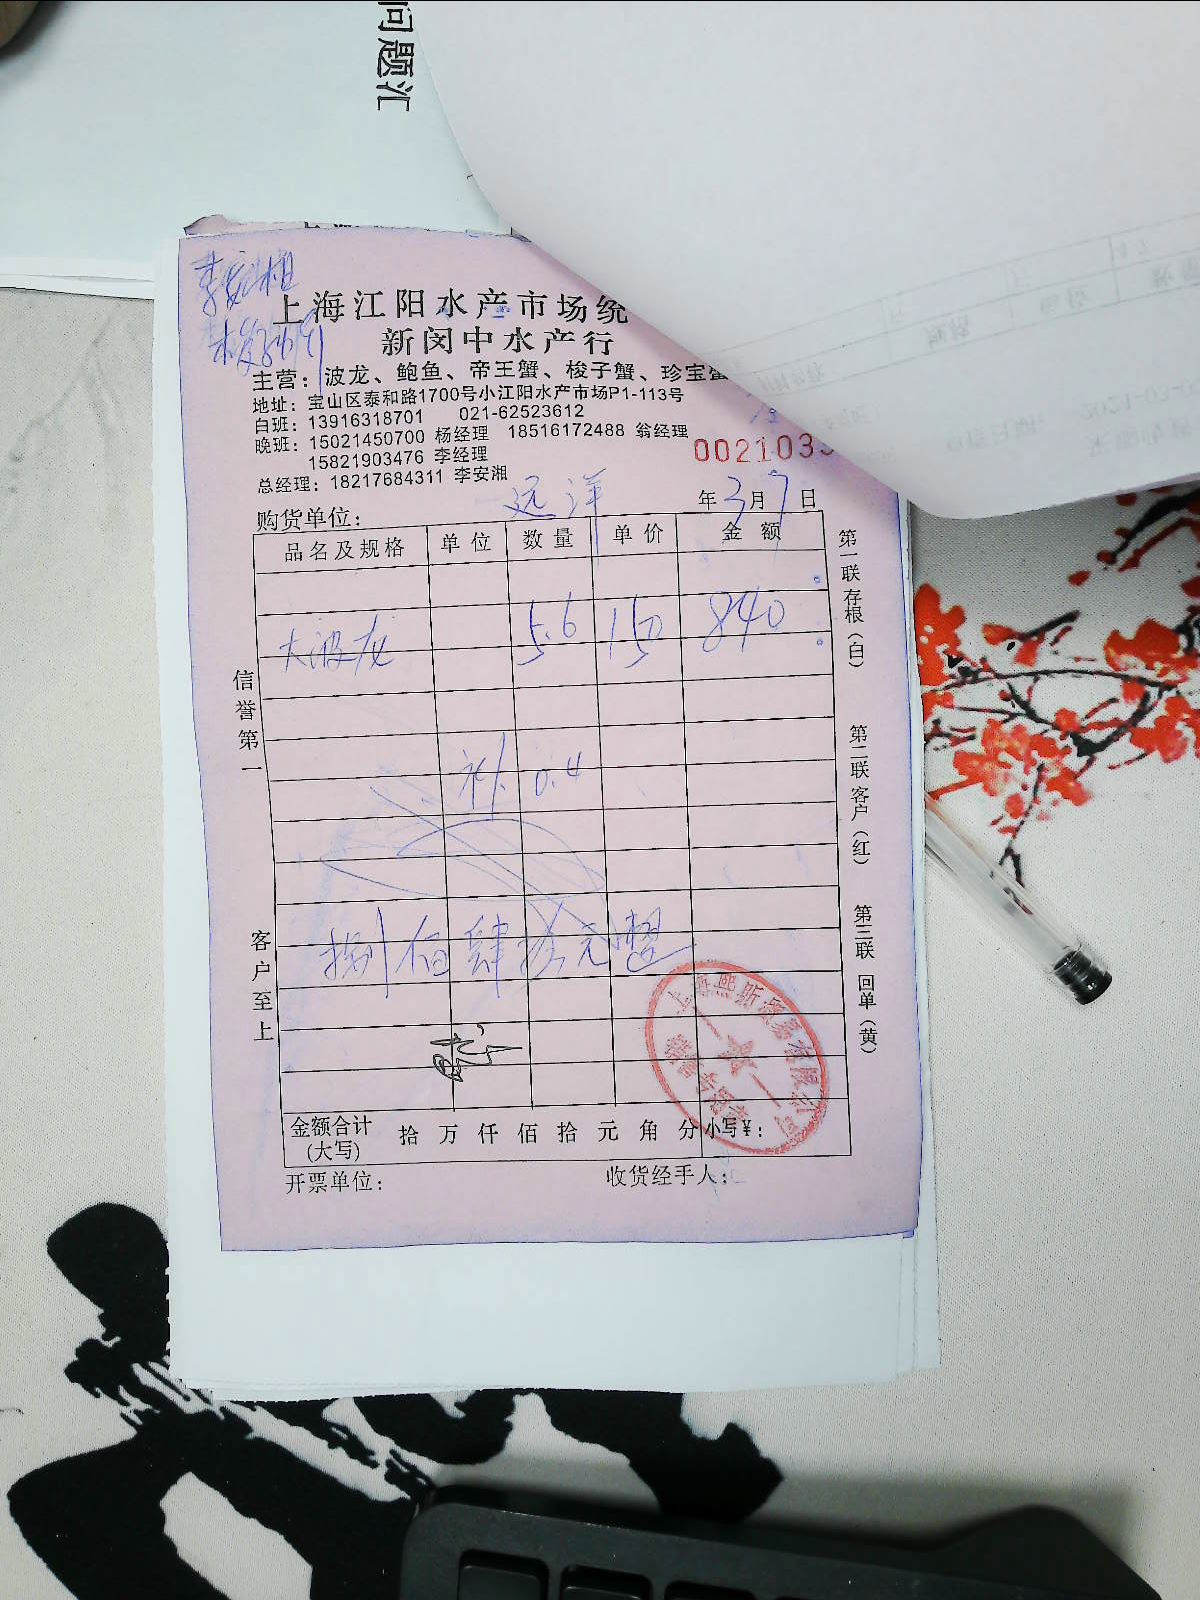 问题汇
李安湘
上海江阳水产市场统
新闵中水产行
主营：波龙、鲍鱼、帝王蟹、梭子蟹、珍宝蟹
地址：宝山区泰和路1700号小江阳水产市场P1-113号
白班：13916318701 021-62523612
晚班：15021450700 杨经理 18516172488 翁经理
15821903476 李经理
总经理：18217684311 李安湘
002103
购货单位：远洋 年3月7日
品名及规格 单位 数量 单价 金额
大波龙 5.6 150 840
补 0.4
捌佰肆拾元整
金额合计（大写） 拾万仟佰拾元角分 小写¥：
开票单位： 收货经手人：
信誉第一
客户至上
第一联 存根（白）
第二联 客户（红）
第三联 回单（黄）